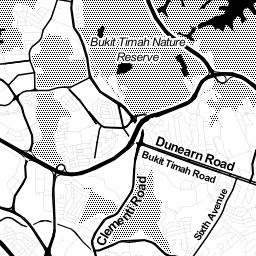 Bukit Timah Nature
Reserve
Dunearn Road
Bukit Timah Road
Clementi Road
Sixth Avenue